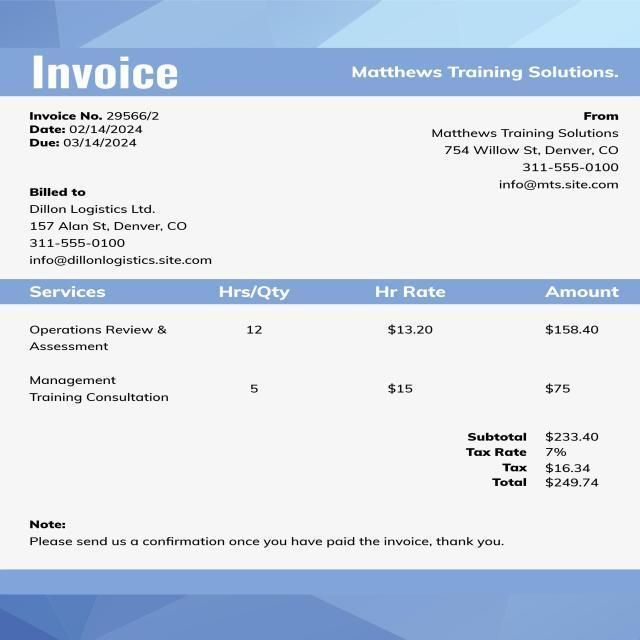 Invoice
Matthews Training Solutions.
Invoice No. 29566/2
Date: 02/14/2024
Due: 03/14/2024
From
Matthews Training Solutions
754 Willow St, Denver, CO
311-555-0100
info@mts.site.com
Billed to
Dillon Logistics Ltd.
157 Alan St, Denver, CO
311-555-0100
info@dillonlogistics.site.com
Services Hrs/Qty Hr Rate Amount
Operations Review & 12 $13.20 $158.40
Assessment
Management
Training Consultation 5 $15 $75
Subtotal $233.40
Tax Rate 7%
Tax $16.34
Total $249.74
Note:
Please send us a confirmation once you have paid the invoice, thank you.